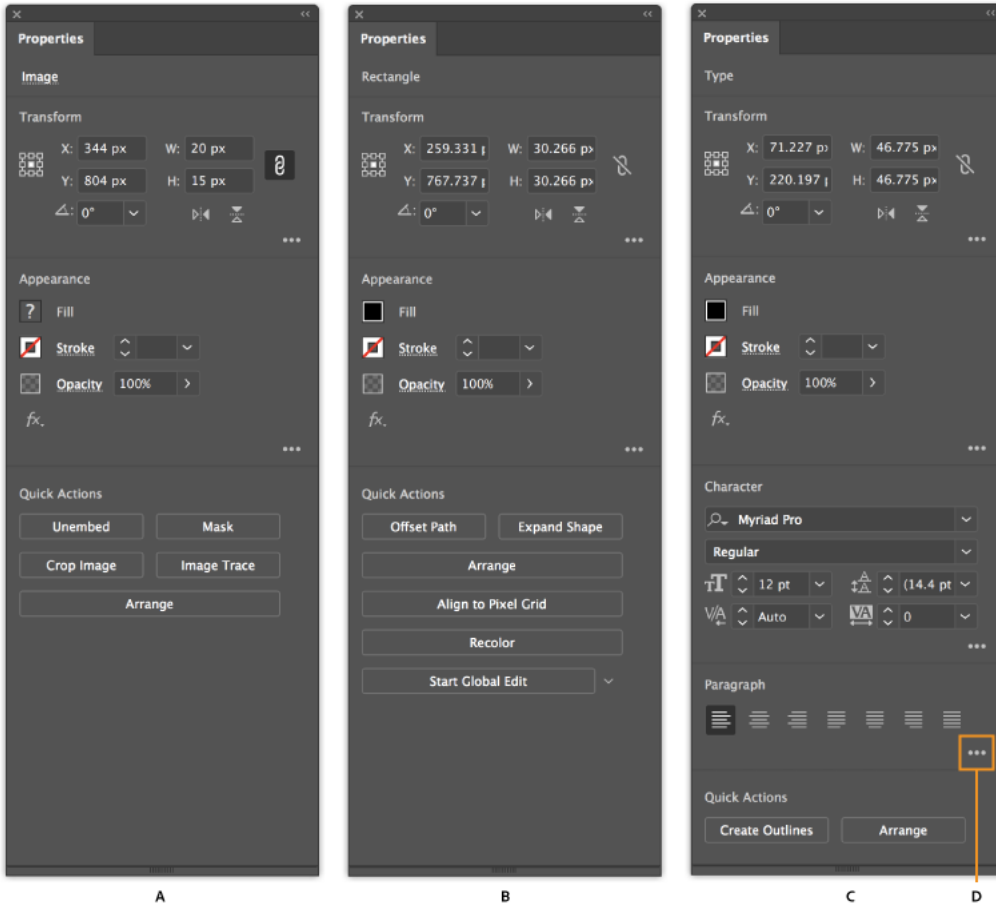 Properties
Image
Transform
X: 344 px W: 20 px
Y: 804 px H: 15 px
0°
Appearance
? Fill
Stroke
Opacity 100%
fx.
Quick Actions
Unembed Mask
Crop Image Image Trace
Arrange
A
Properties
Rectangle
Transform
X: 259.331 W: 30.266 px
Y: 767.737 H: 30.266 px
0°
Appearance
Fill
Stroke
Opacity 100%
fx.
Quick Actions
Offset Path Expand Shape
Arrange
Align to Pixel Grid
Recolor
Start Global Edit
B
Properties
Type
Transform
X: 71.227 px W: 46.775 px
Y: 220.197 H: 46.775 px
0°
Appearance
Fill
Stroke
Opacity 100%
fx.
Character
Myriad Pro
Regular
12 pt (14.4 pt
Auto 0
Paragraph
Quick Actions
Create Outlines Arrange
C D